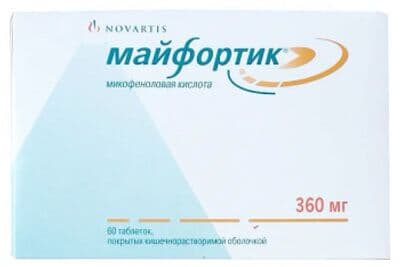 NOVARTIS
майфортик®
микофеноловая кислота
360 мг
60 таблеток,
покрытых кишечнорастворимой оболочкой